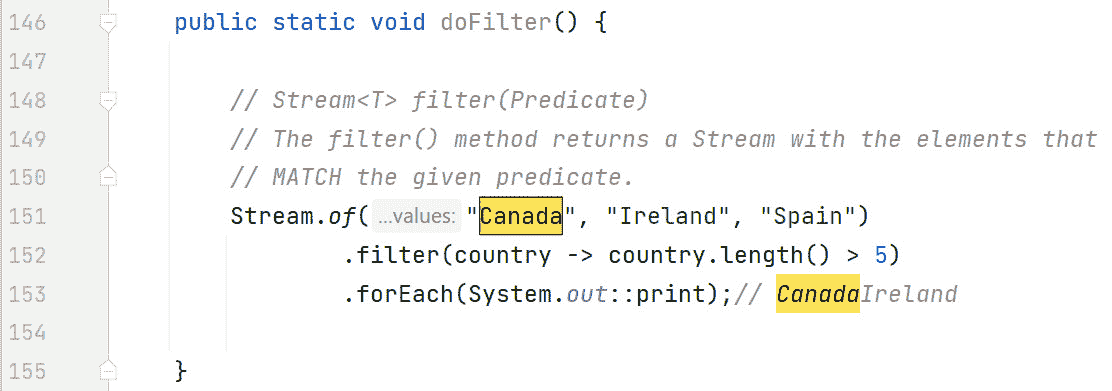 146 public static void doFilter() {
147
148 // Stream<T> filter(Predicate)
149 // The filter() method returns a Stream with the elements that
150 // MATCH the given predicate.
151 Stream.of( ...values: "Canada", "Ireland", "Spain")
152 .filter(country -> country.length() > 5)
153 .forEach(System.out::print);// CanadaIreland
154
155 }